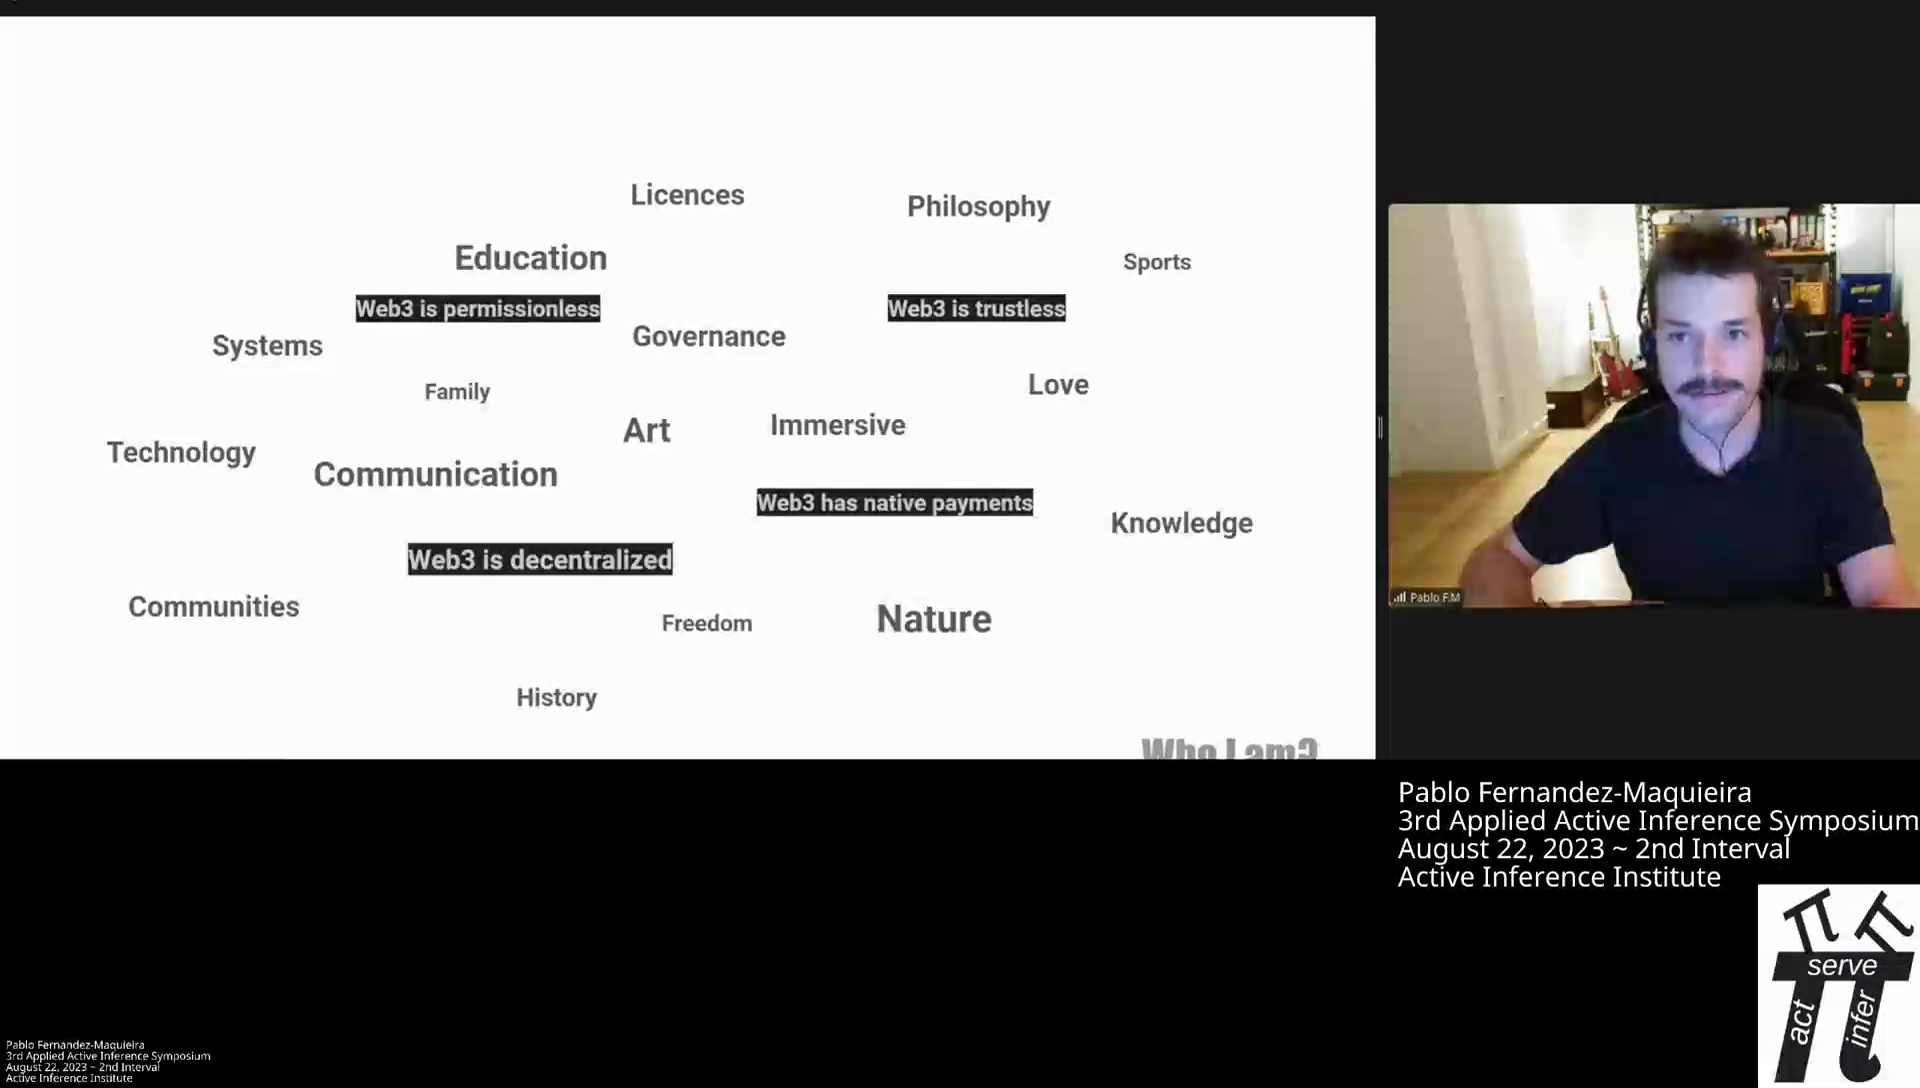 Licences
Philosophy
Education
Sports
Web3 is permissionless
Web3 is trustless
Governance
Systems
Love
Family
Immersive
Art
Technology
Communication
Web3 has native payments
Knowledge
Web3 is decentralized
Communities
Nature
Freedom
History
Who I am?
Pablo F.M
Pablo Fernandez-Maquieira
3rd Applied Active Inference Symposium
August 22, 2023 ~ 2nd Interval
Active Inference Institute
serve
act
infer
Pablo Fernandez-Maquieira
3rd Applied Active Inference Symposium
August 22, 2023 ~ 2nd Interval
Active Inference Institute